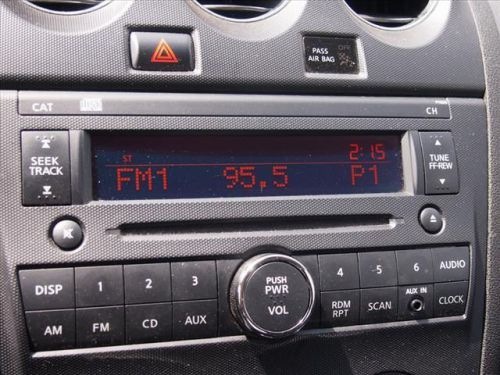 PASS OFF
AIR BAG
CAT CH
SEEK
TRACK
ST 2:15
FM1 95,5 P1
TUNE
FF·REW
PUSH
PWR
VOL
DISP 1 2 3 4 5 6 AUDIO
AUX IN
AM FM CD AUX RDM
RPT SCAN CLOCK